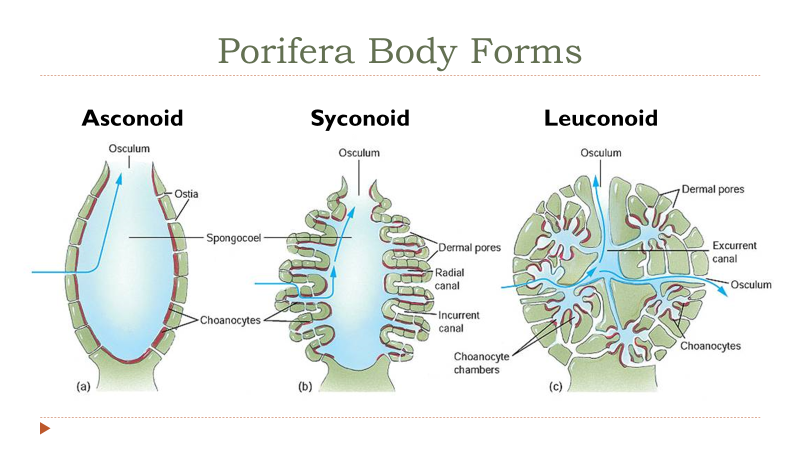 Porifera Body Forms
Asconoid
Syconoid
Leuconoid
Osculum
Ostia
Spongocoel
Choanocytes
(a)
Osculum
Dermal pores
Radial
canal
Incurrent
canal
(b)
Osculum
Dermal pores
Excurrent
canal
Osculum
Choanocytes
Choanocyte
chambers
(c)